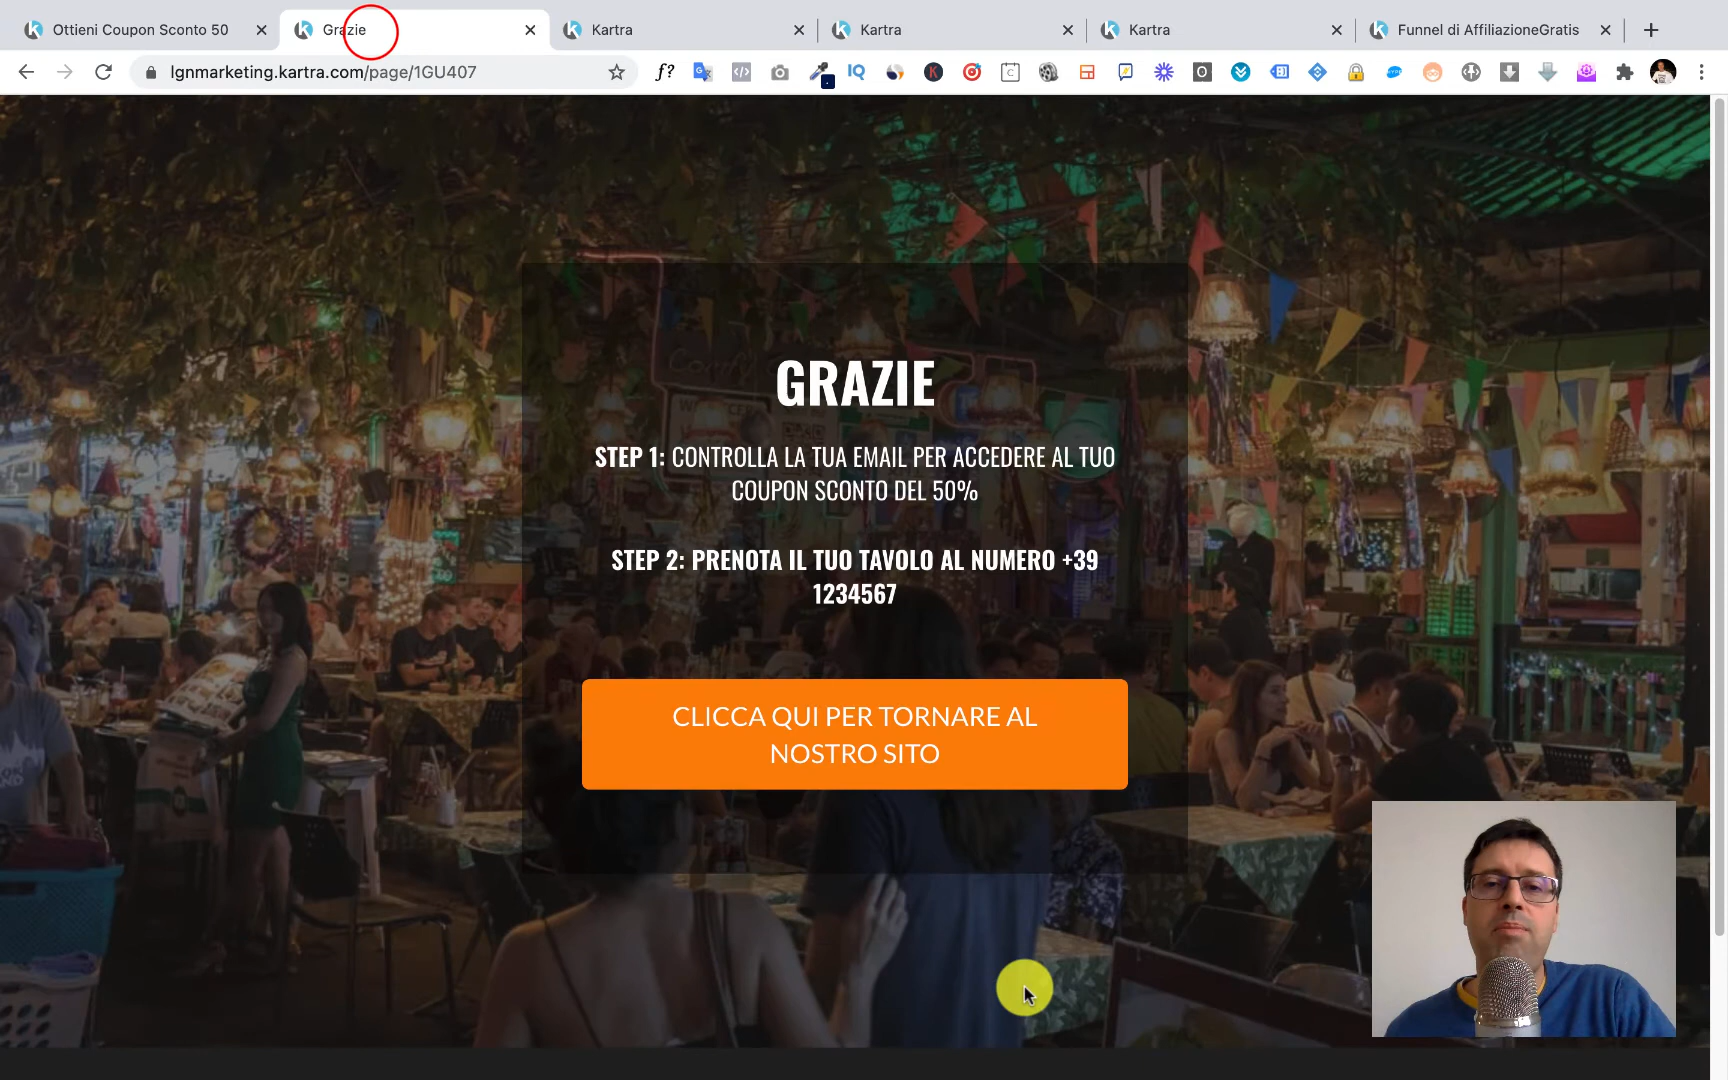 Ottieni Coupon Sconto 50
Grazie
Kartra
Kartra
Kartra
Funnel di AffiliazioneGratis
lgnmarketing.kartra.com/page/1GU407
f?
IQ
GRAZIE
STEP 1: CONTROLLA LA TUA EMAIL PER ACCEDERE AL TUO
COUPON SCONTO DEL 50%
STEP 2: PRENOTA IL TUO TAVOLO AL NUMERO +39
1234567
CLICCA QUI PER TORNARE AL
NOSTRO SITO